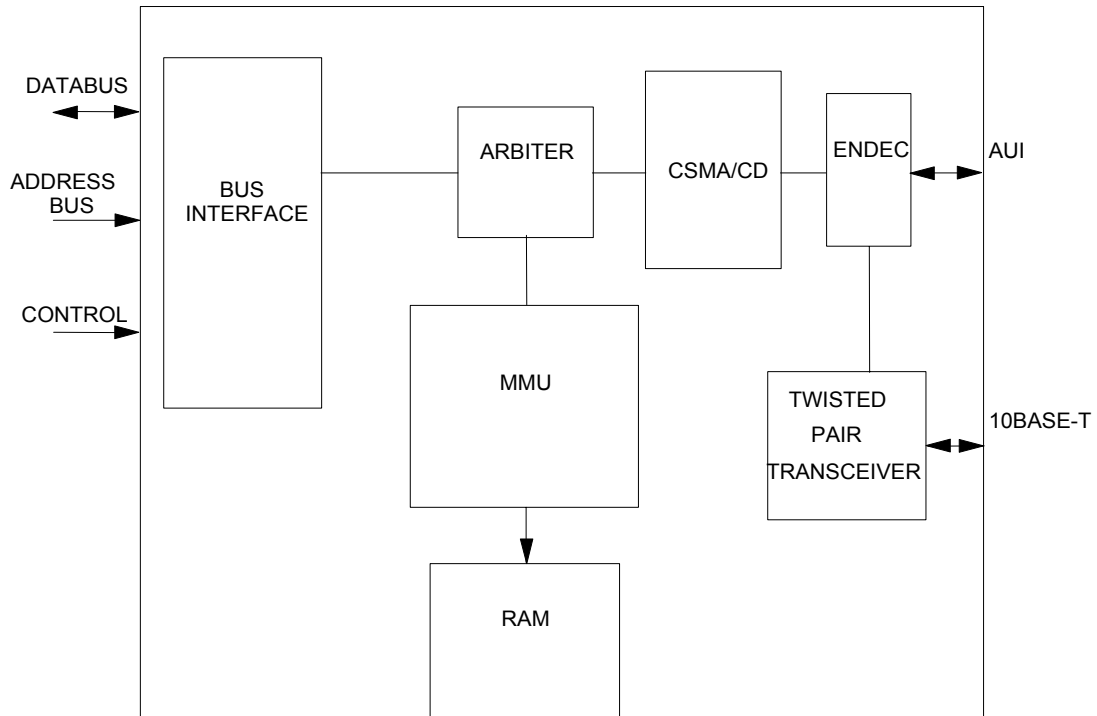 DATABUS
ADDRESS
BUS
CONTROL
BUS
INTERFACE
ARBITER
CSMA/CD
ENDEC
AUI
MMU
TWISTED
PAIR
TRANSCEIVER
10BASE-T
RAM